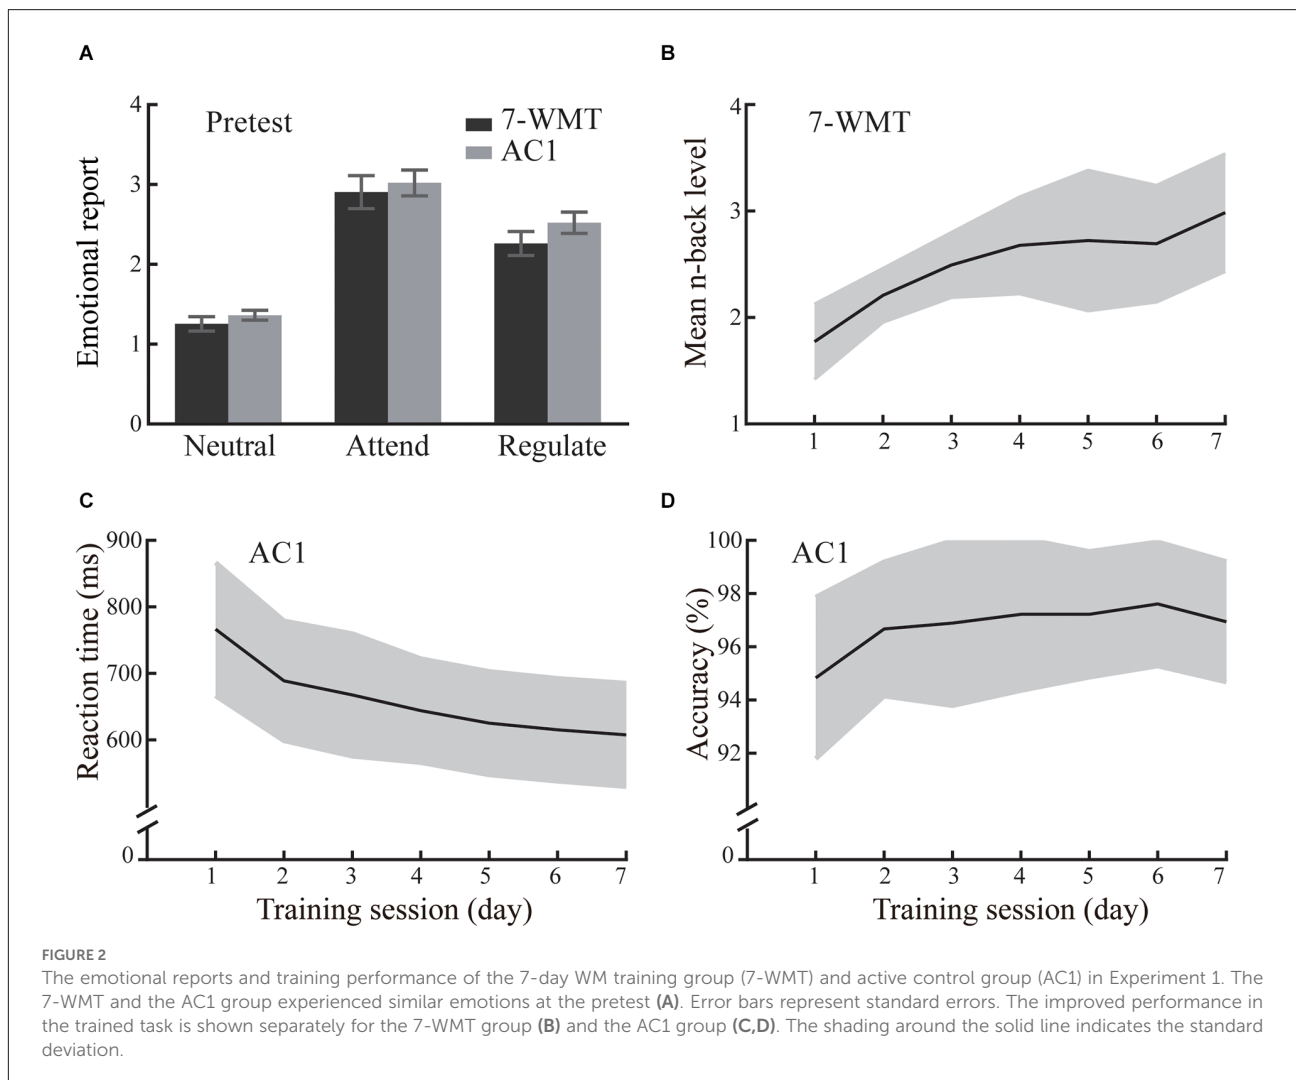 A
Pretest
7-WMT
AC1
Emotional report
4
3
2
1
0
Neutral Attend Regulate
B
7-WMT
Mean n-back level
4
3
2
1
1 2 3 4 5 6 7
C
AC1
Reaction time (ms)
900
800
700
600
0
1 2 3 4 5 6 7
Training session (day)
D
AC1
Accuracy (%)
100
98
96
94
92
0
1 2 3 4 5 6 7
Training session (day)
FIGURE 2
The emotional reports and training performance of the 7-day WM training group (7-WMT) and active control group (AC1) in Experiment 1. The
7-WMT and the AC1 group experienced similar emotions at the pretest (A). Error bars represent standard errors. The improved performance in
the trained task is shown separately for the 7-WMT group (B) and the AC1 group (C,D). The shading around the solid line indicates the standard
deviation.